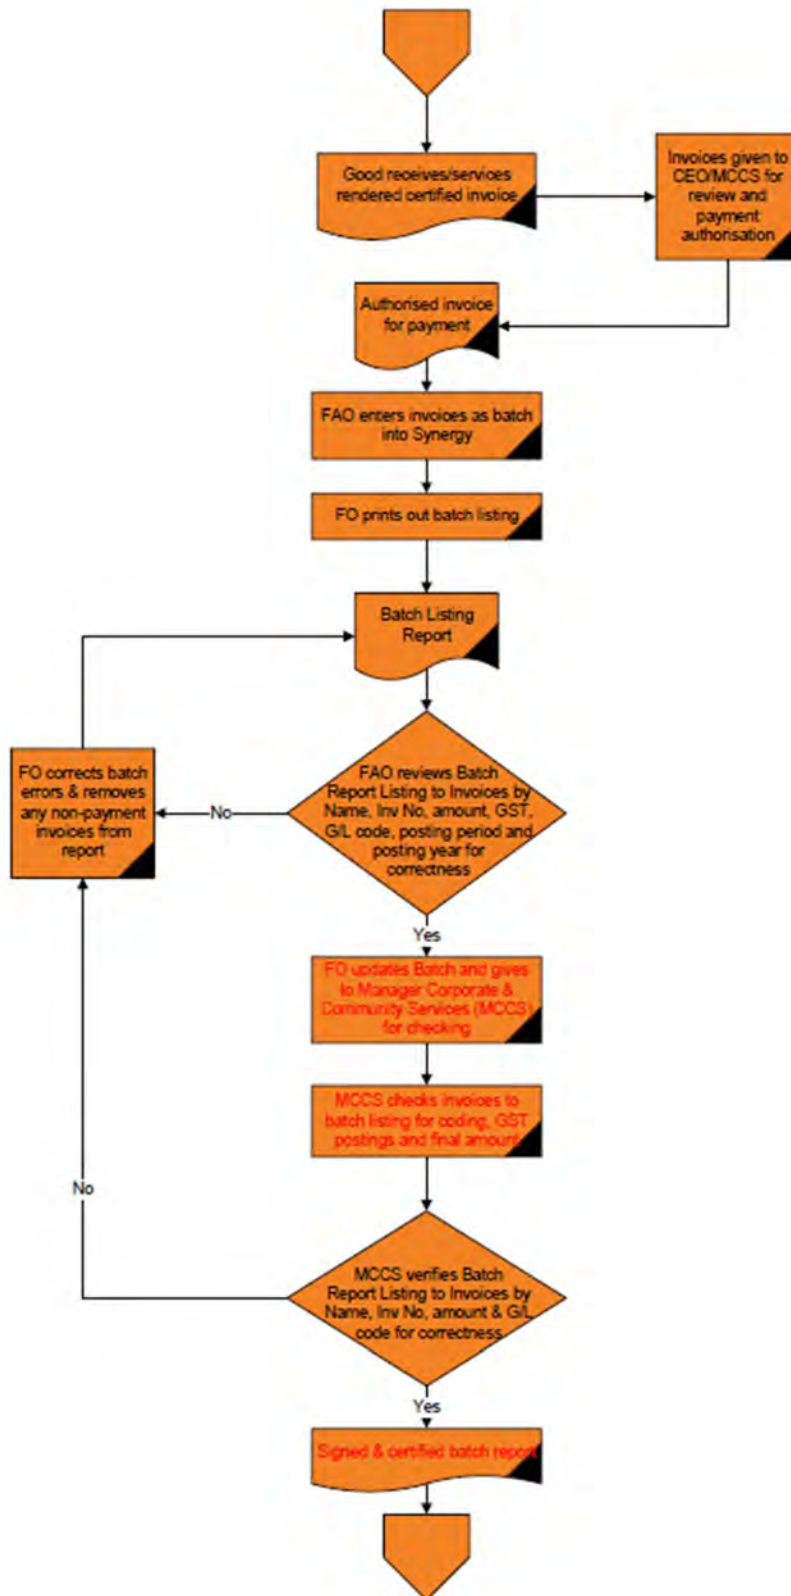 Good receives/services
rendered certified invoice
Invoices given to
CEO/MCCS for
review and
payment
authorisation
Authorised invoice
for payment
FAO enters invoices as batch
into Synergy
FO prints out batch listing
Batch Listing
Report
FO corrects batch
errors & removes
any non-payment
invoices from
report
No
FAO reviews Batch
Report Listing to Invoices by
Name, Inv No, amount, GST,
G/L code, posting period and
posting year for
correctness
Yes
FO updates Batch and gives
to Manager Corporate &
Community Services (MCCS)
for checking
MCCS checks invoices to
batch listing for coding, GST
postings and final amount
No
MCCS verifies Batch
Report Listing to Invoices by
Name, Inv No, amount & G/L
code for correctness
Yes
Signed & certified batch report